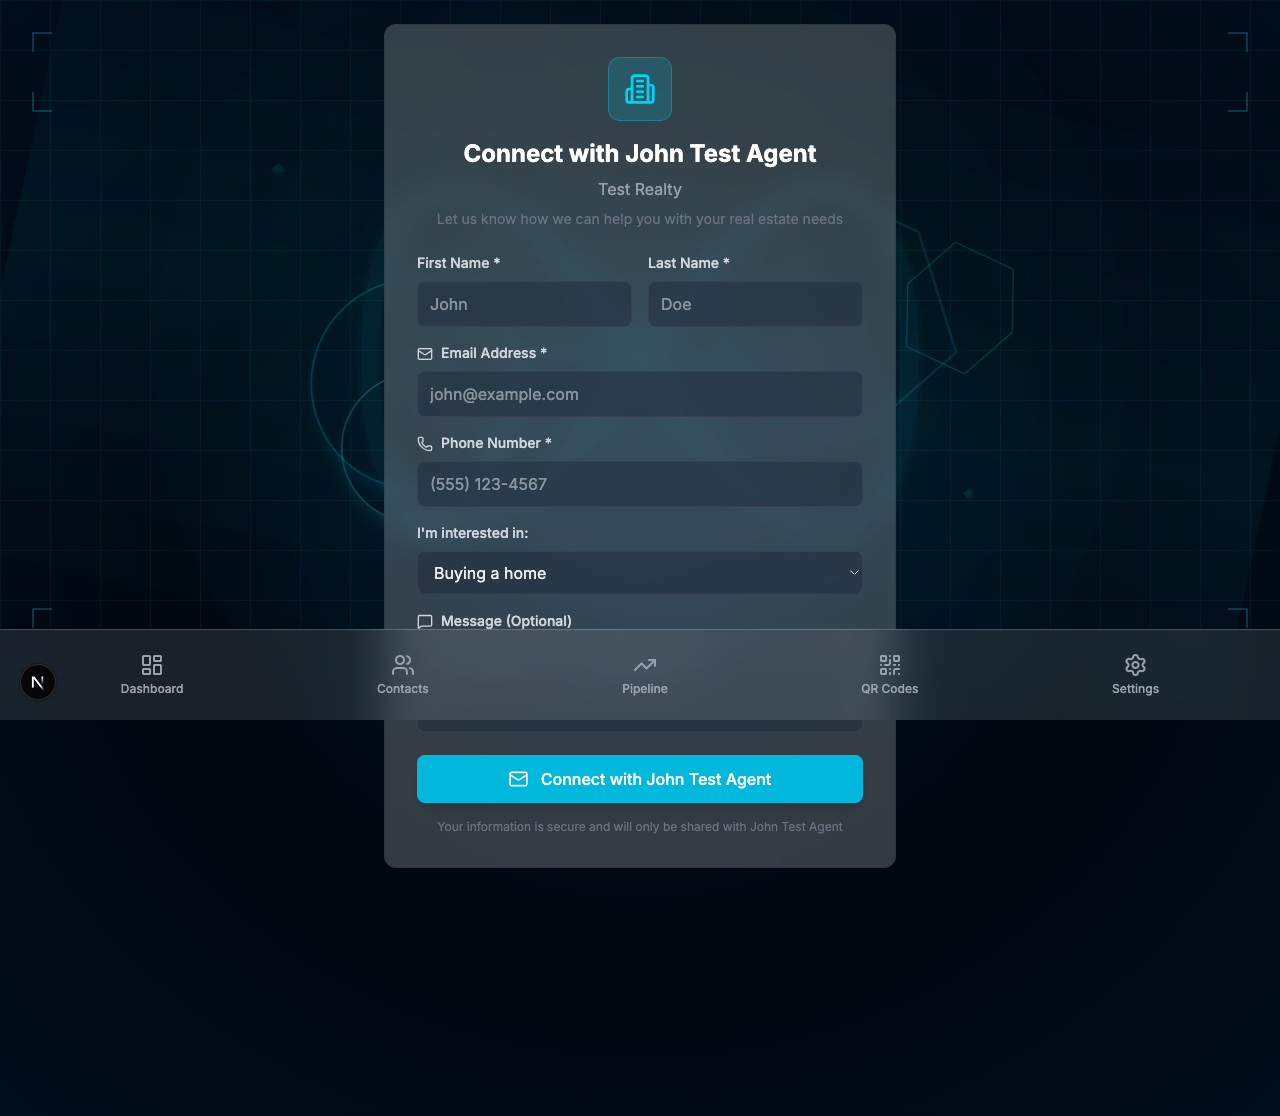 Connect with John Test Agent
Test Realty
Let us know how we can help you with your real estate needs
First Name * Last Name *
John Doe
Email Address *
john@example.com
Phone Number *
(555) 123-4567
I'm interested in:
Buying a home
Message (Optional)
N
Dashboard Contacts Pipeline QR Codes Settings
Connect with John Test Agent
Your information is secure and will only be shared with John Test Agent